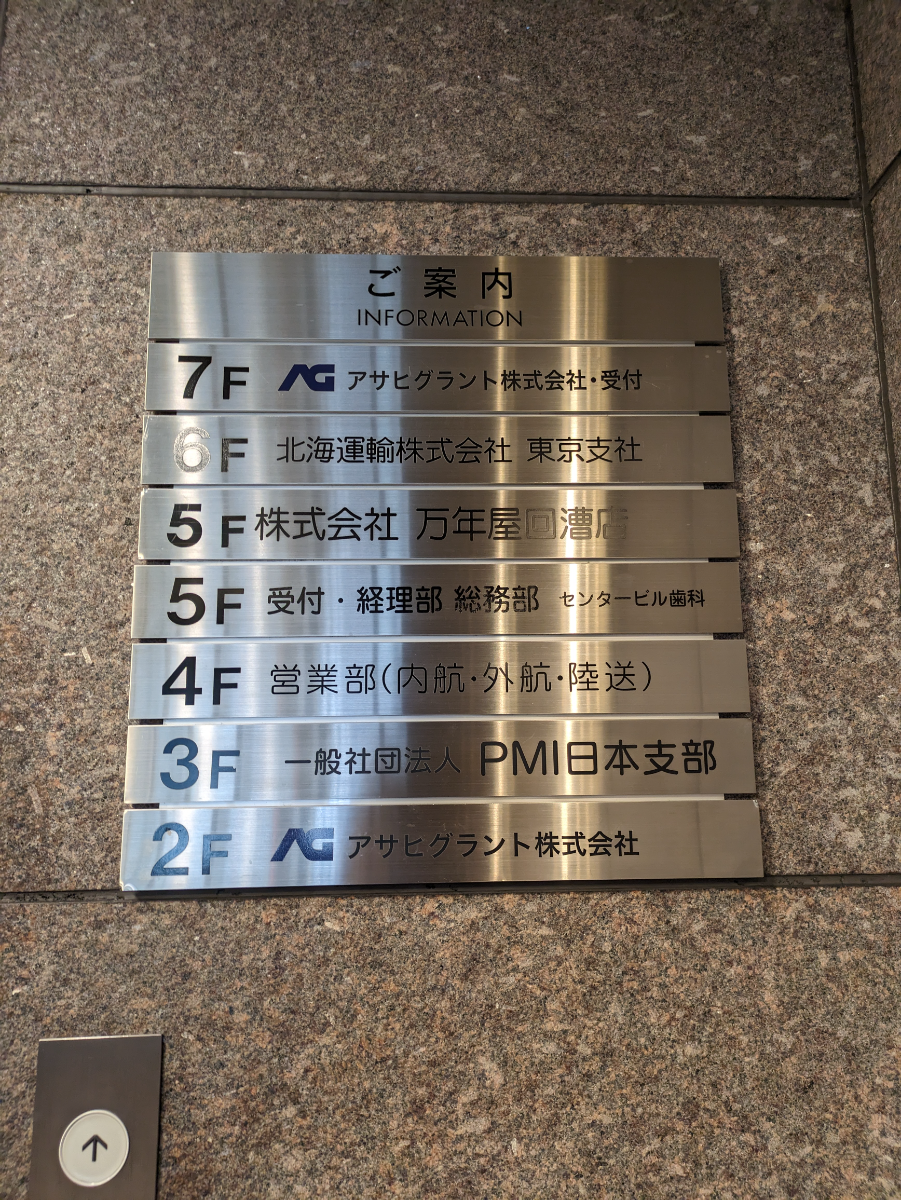 ご案内
INFORMATION
7F AG アサヒグラント株式会社・受付
6F 北海運輸株式会社 東京支社
5F 株式会社 万年屋回漕店
5F 受付・経理部 総務部 センタービル歯科
4F 営業部(内航・外航・陸送)
3F 一般社団法人 PMI日本支部
2F AG アサヒグラント株式会社